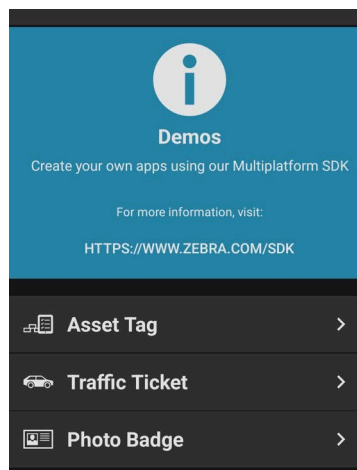 Demos
Create your own apps using our Multiplatform SDK
For more information, visit:
HTTPS://WWW.ZEBRA.COM/SDK
Asset Tag
Traffic Ticket
Photo Badge